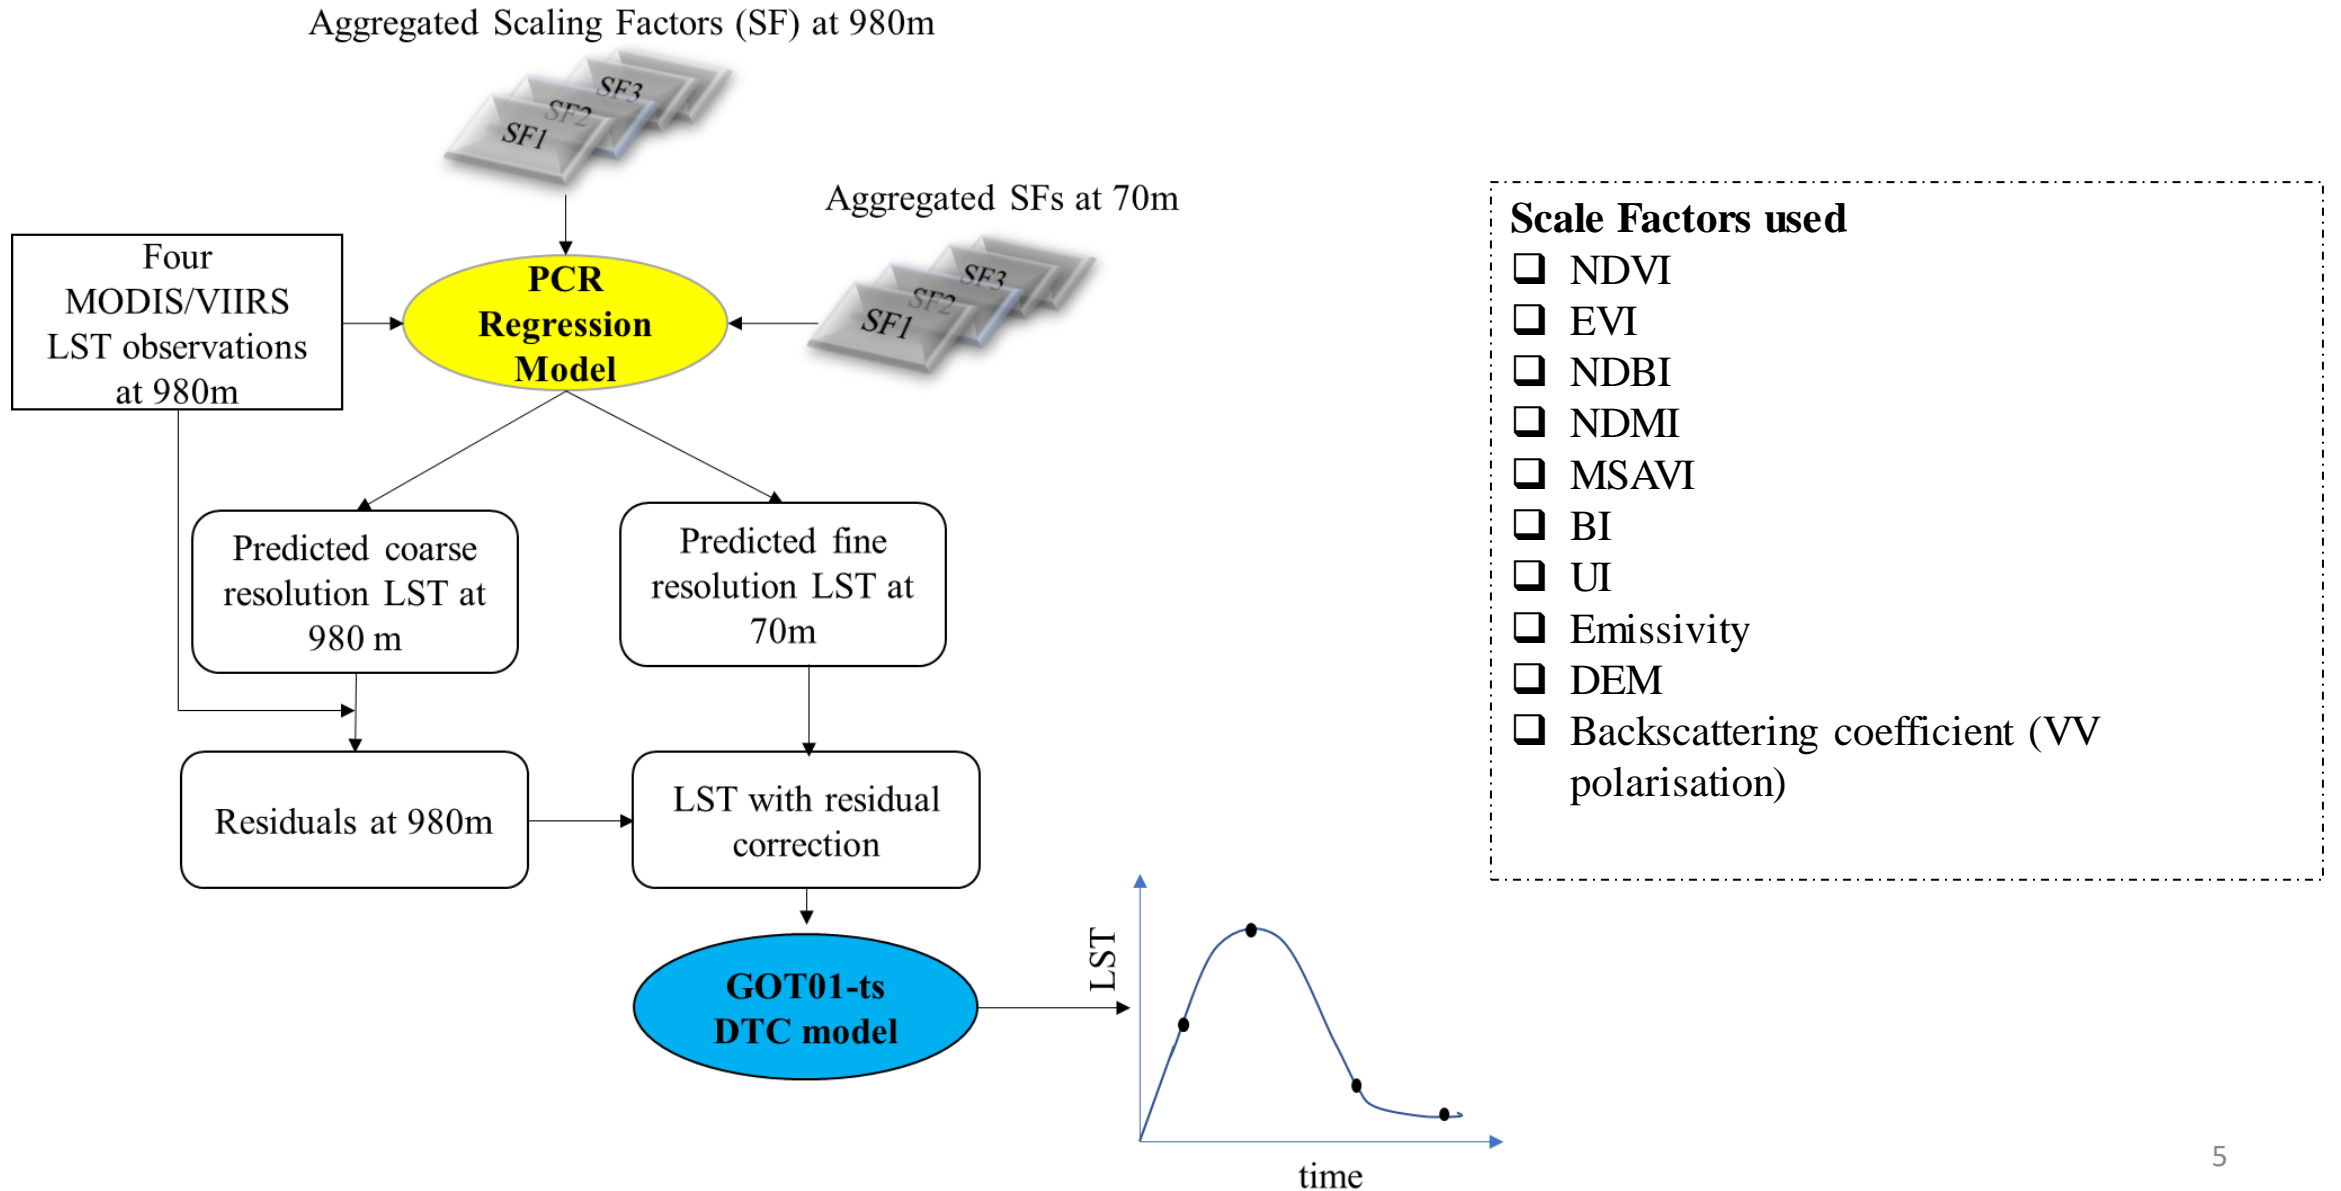 Aggregated Scaling Factors (SF) at 980m
SF3
SF2
SF1
Aggregated SFs at 70m
SF3
SF2
SF1
Four
MODIS/VIIRS
LST observations
at 980m
PCR
Regression
Model
Predicted coarse
resolution LST at
980 m
Predicted fine
resolution LST at
70m
Residuals at 980m
LST with residual
correction
GOT01-ts
DTC model
LST
time
Scale Factors used
NDVI
EVI
NDBI
NDMI
MSAVI
BI
UI
Emissivity
DEM
Backscattering coefficient (VV
polarisation)
5